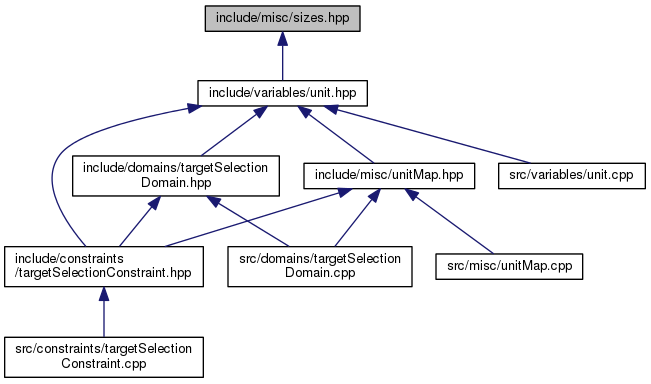 include/misc/sizes.hpp
include/variables/unit.hpp
include/domains/targetSelection
Domain.hpp
include/misc/unitMap.hpp
src/variables/unit.cpp
include/constraints
/targetSelectionConstraint.hpp
src/domains/targetSelection
Domain.cpp
src/misc/unitMap.cpp
src/constraints/targetSelection
Constraint.cpp